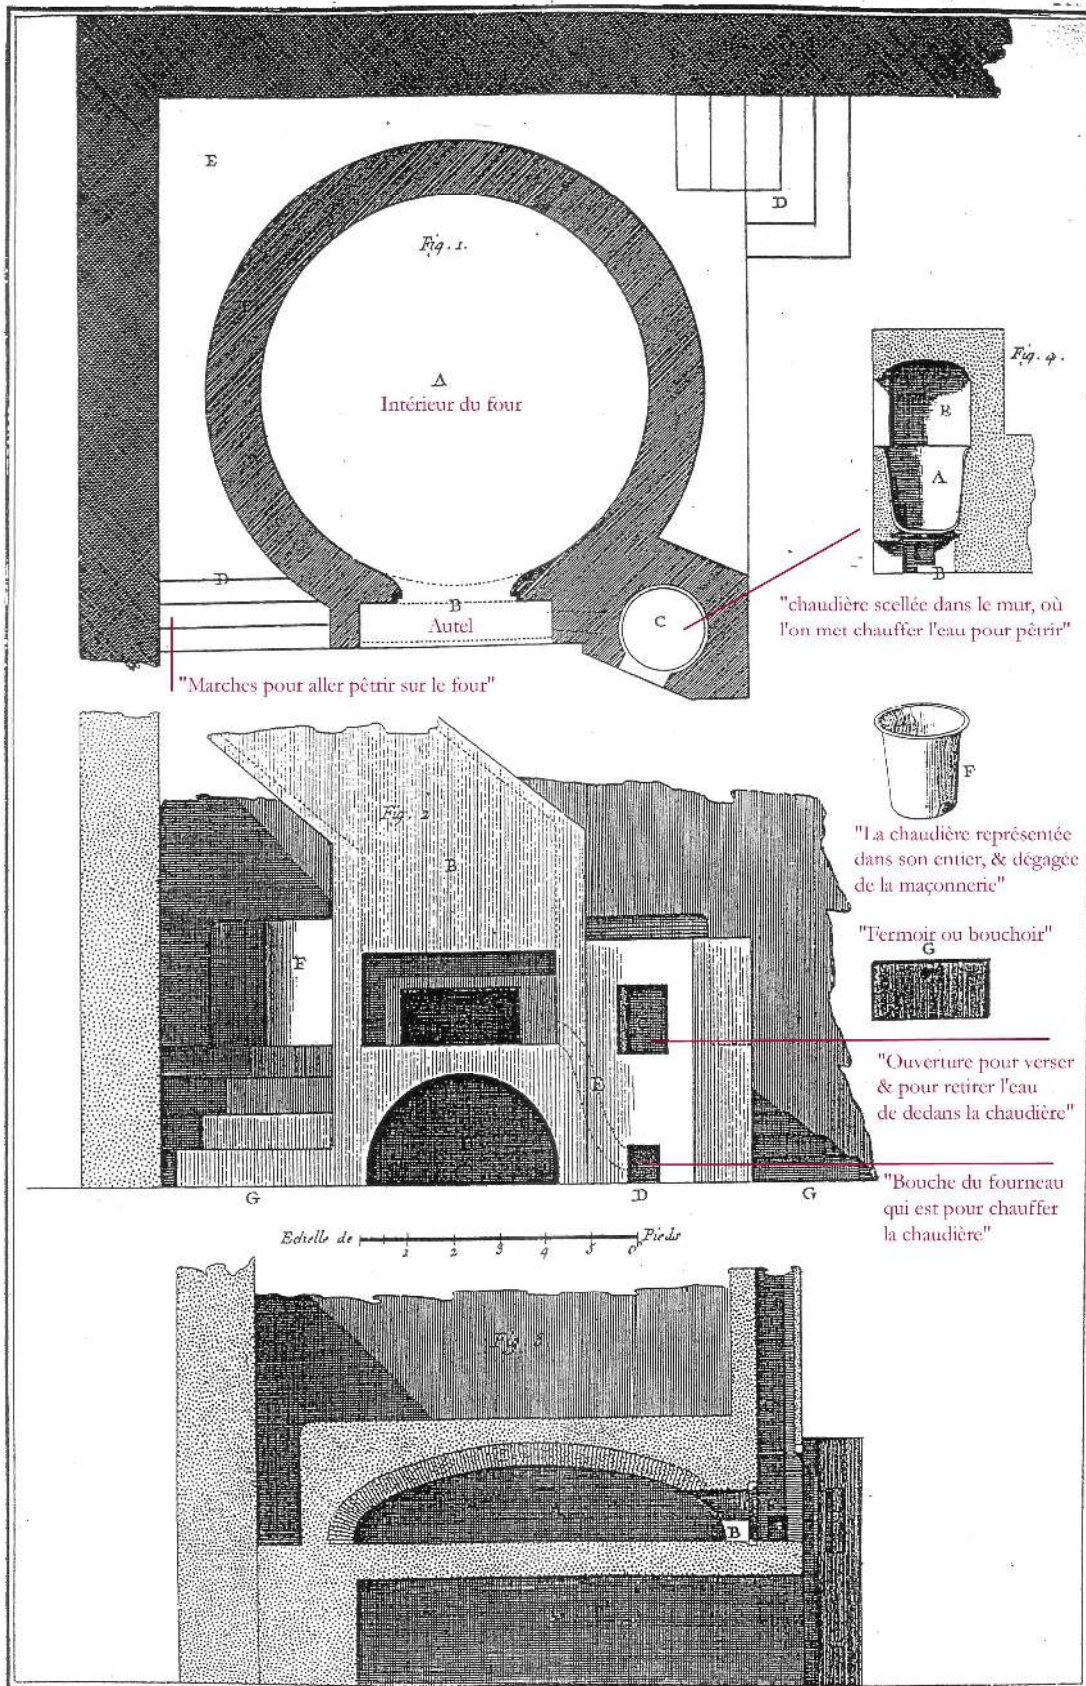 E
Fig. 1.
D
F
A
Intérieur du four
Fig. 4.
B
A
B
D
B
Autel
C
"chaudière scellée dans le mur, où
l'on met chauffer l'eau pour pêtrir"
"Marches pour aller pêtrir sur le four"
Fig. 2
B
F
"La chaudière représentée
dans son entier, & dégagée
de la maçonnerie"
"Fermoir ou bouchoir"
G
F
E
"Ouverture pour verser
& pour retirer l'eau
de dedans la chaudière"
G
D
G
"Bouche du fourneau
qui est pour chauffer
la chaudière"
Echelle de 1 2 3 4 5 6 Pieds
Fig. 3
B